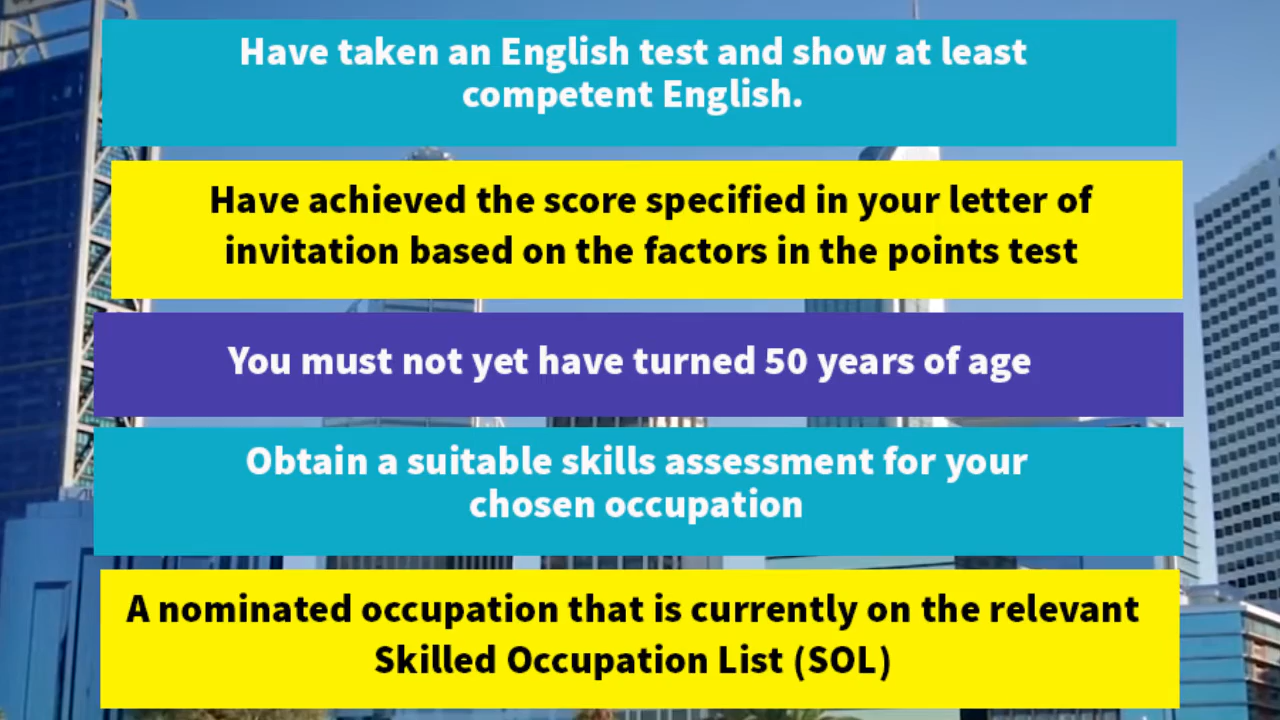 Have taken an English test and show at least
competent English.
Have achieved the score specified in your letter of
invitation based on the factors in the points test
You must not yet have turned 50 years of age
Obtain a suitable skills assessment for your
chosen occupation
A nominated occupation that is currently on the relevant
Skilled Occupation List (SOL)